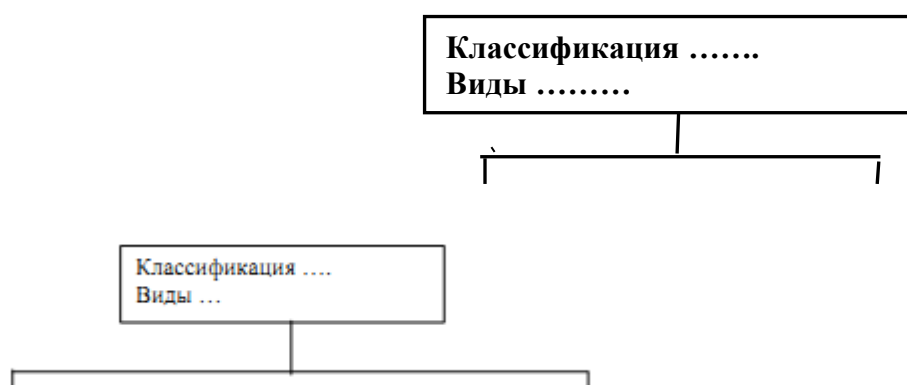 Классификация …….
Виды ………
Классификация ….
Виды …